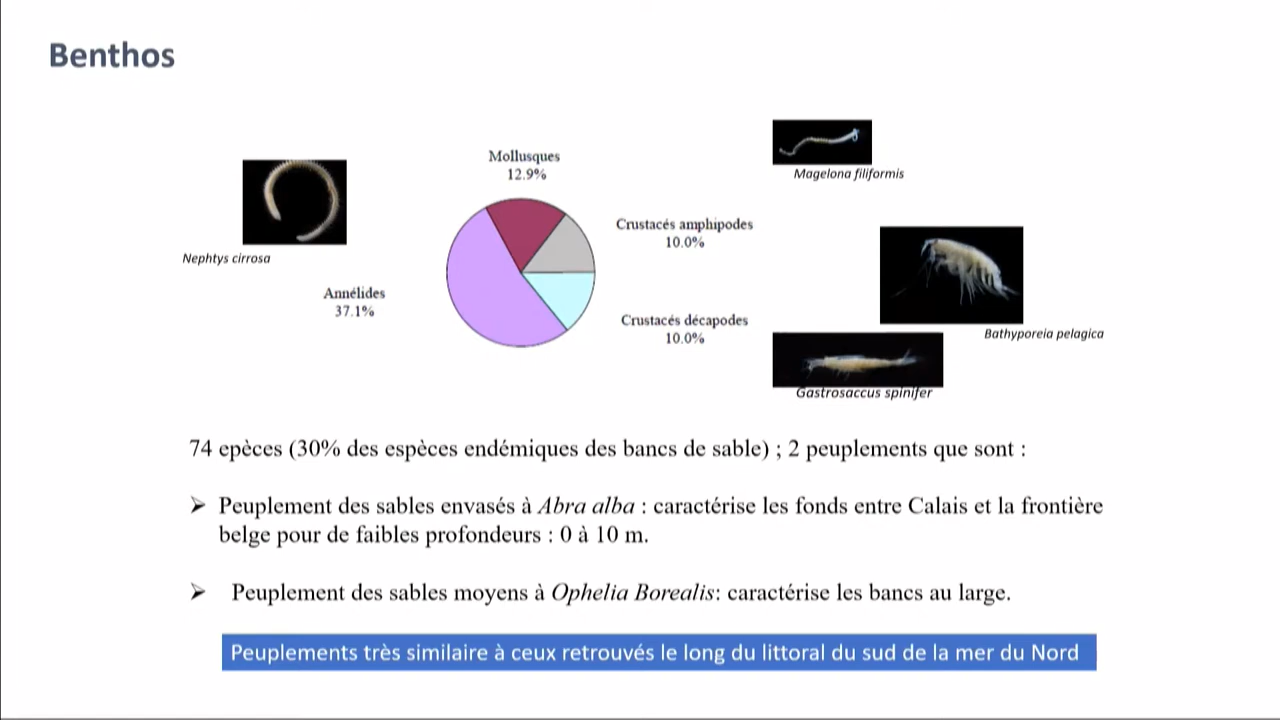 Benthos
Mollusques
12.9%
Magelona filiformis
Crustacés amphipodes
10.0%
Nephtys cirrosa
Annélides
37.1%
Crustacés décapodes
10.0%
Bathyporeia pelagica
Gastrosaccus spinifer
74 epèces (30% des espèces endémiques des bancs de sable) ; 2 peuplements que sont :
➢ Peuplement des sables envasés à Abra alba : caractérise les fonds entre Calais et la frontière
belge pour de faibles profondeurs : 0 à 10 m.
➢ Peuplement des sables moyens à Ophelia Borealis: caractérise les bancs au large.
Peuplements très similaire à ceux retrouvés le long du littoral du sud de la mer du Nord